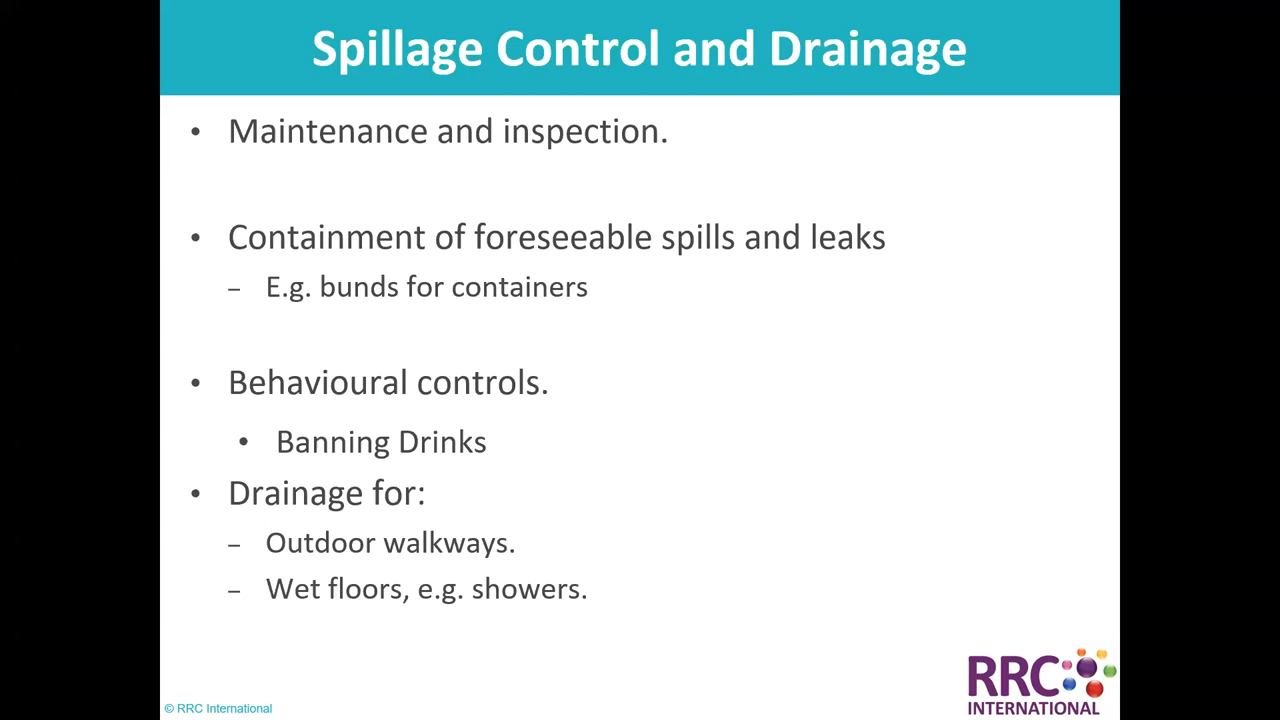 Spillage Control and Drainage
• Maintenance and inspection.
• Containment of foreseeable spills and leaks
– E.g. bunds for containers
• Behavioural controls.
• Banning Drinks
• Drainage for:
– Outdoor walkways.
– Wet floors, e.g. showers.
RRC
INTERNATIONAL
© RRC International